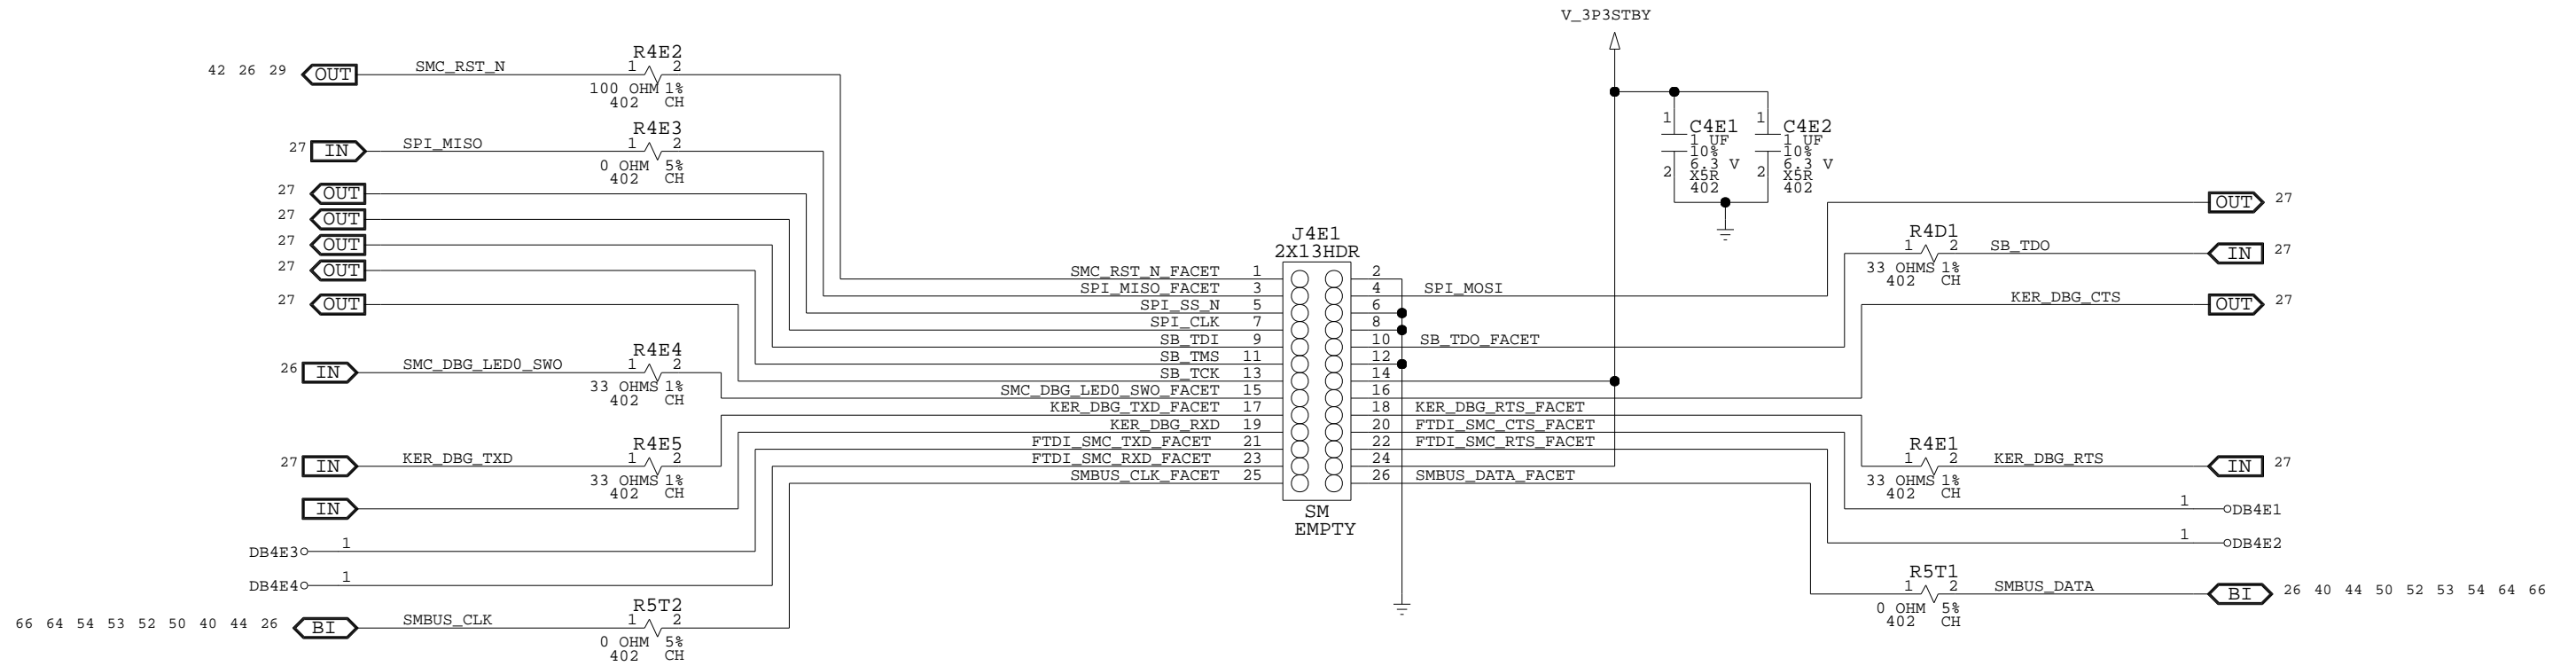 V_3P3STBY
42 26 29 OUT SMC_RST_N
R4E2
1 2
100 OHM 1%
402 CH
27 IN SPI_MISO
R4E3
1 2
0 OHM 5%
402 CH
27 OUT
27 OUT
27 OUT
27 OUT
27 OUT
26 IN SMC_DBG_LED0_SWO
R4E4
1 2
33 OHMS 1%
402 CH
27 IN KER_DBG_TXD
R4E5
1 2
33 OHMS 1%
402 CH
IN
DB4E3 1
DB4E4 1
66 64 54 53 52 50 40 44 26 BI SMBUS_CLK
R5T2
1 2
0 OHM 5%
402 CH
J4E1
2X13HDR
SMC_RST_N_FACET 1 2
SPI_MISO_FACET 3 4 SPI_MOSI
SPI_SS_N 5 6
SPI_CLK 7 8
SB_TDI 9 10 SB_TDO_FACET
SB_TMS 11 12
SB_TCK 13 14
SMC_DBG_LED0_SWO_FACET 15 16
KER_DBG_TXD_FACET 17 18 KER_DBG_RTS_FACET
KER_DBG_RXD 19 20 FTDI_SMC_CTS_FACET
FTDI_SMC_TXD_FACET 21 22 FTDI_SMC_RTS_FACET
FTDI_SMC_RXD_FACET 23 24
SMBUS_CLK_FACET 25 26 SMBUS_DATA_FACET
SM
EMPTY
1
2
C4E1
1 UF
10%
6.3 V
X5R
402
1
2
C4E2
1 UF
10%
6.3 V
X5R
402
OUT 27
R4D1
1 2 SB_TDO IN 27
33 OHMS 1%
402 CH
KER_DBG_CTS OUT 27
R4E1
1 2 KER_DBG_RTS IN 27
33 OHMS 1%
402 CH
1 DB4E1
1 DB4E2
R5T1
1 2 SMBUS_DATA BI 26 40 44 50 52 53 54 64 66
0 OHM 5%
402 CH